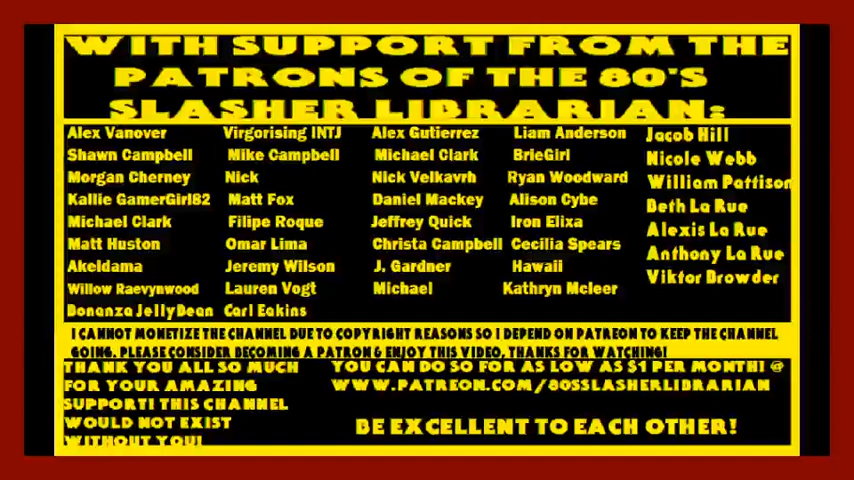 WITH SUPPORT FROM THE
PATRONS OF THE 80'S
SLASHER LIBRARIAN:
Alex Vanover
Shawn Campbell
Morgan Cherney
Kallie GamerGirl82
Michael Clark
Matt Huston
Akeldama
Willow Raevynwood
Bonanza JellyBean
Virgorising INTJ
Mike Campbell
Nick
Matt Fox
Filipe Roque
Omar Lima
Jeremy Wilson
Lauren Vogt
Carl Eakins
Alex Gutierrez
Michael Clark
Nick Velkavrh
Daniel Mackey
Jeffrey Quick
Christa Campbell
J. Gardner
Michael
Liam Anderson
BrieGirl
Ryan Woodward
Alison Cybe
Iron Elixa
Cecilia Spears
Hawaii
Kathryn Mcleer
Jacob Hill
Nicole Webb
William Pattison
Beth La Rue
Alexis La Rue
Anthony La Rue
Viktor Browder
I CANNOT MONETIZE THE CHANNEL DUE TO COPYRIGHT REASONS SO I DEPEND ON PATREON TO KEEP THE CHANNEL
GOING. PLEASE CONSIDER BECOMING A PATRON & ENJOY THIS VIDEO, THANKS FOR WATCHING!
THANK YOU ALL SO MUCH
FOR YOUR AMAZING
SUPPORT! THIS CHANNEL
WOULD NOT EXIST
WITHOUT YOU!
YOU CAN DO SO FOR AS LOW AS $1 PER MONTH! @
WWW.PATREON.COM/80SSLASHERLIBRARIAN
BE EXCELLENT TO EACH OTHER!